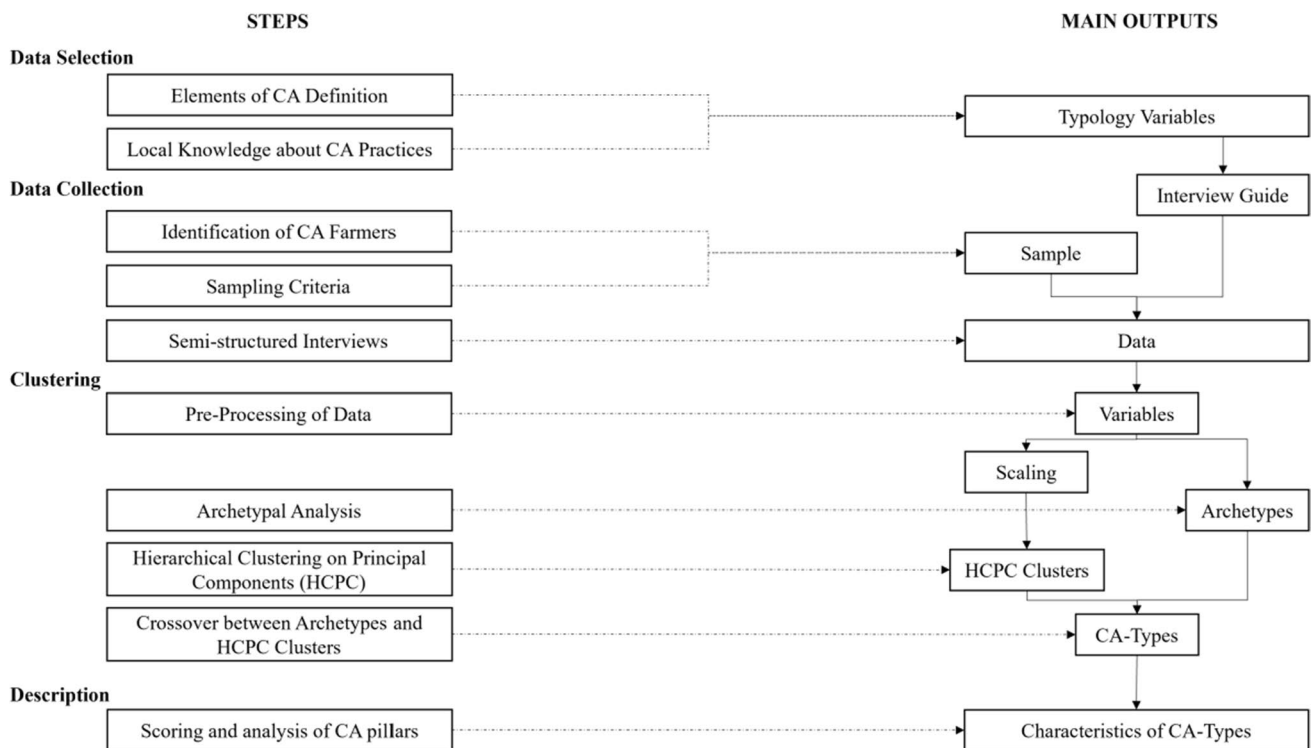 STEPS
MAIN OUTPUTS
Data Selection
Elements of CA Definition
Typology Variables
Local Knowledge about CA Practices
Data Collection
Interview Guide
Identification of CA Farmers
Sample
Sampling Criteria
Semi-structured Interviews
Data
Clustering
Pre-Processing of Data
Variables
Scaling
Archetypal Analysis
Archetypes
Hierarchical Clustering on Principal
Components (HCPC)
HCPC Clusters
Crossover between Archetypes and
HCPC Clusters
CA-Types
Description
Scoring and analysis of CA pillars
Characteristics of CA-Types